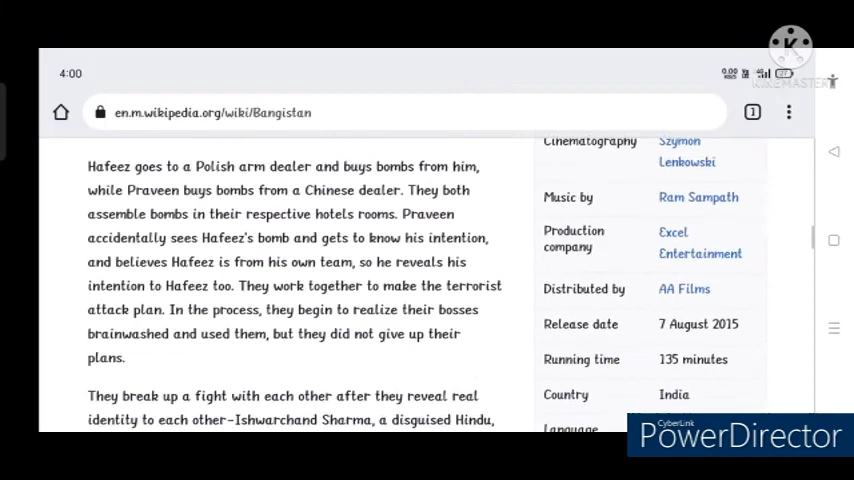 4:00
0.00 KB/S 4G 27
KINEMASTER
en.m.wikipedia.org/wiki/Bangistan
1
Hafeez goes to a Polish arm dealer and buys bombs from him,
while Praveen buys bombs from a Chinese dealer. They both
assemble bombs in their respective hotels rooms. Praveen
accidentally sees Hafeez's bomb and gets to know his intention,
and believes Hafeez is from his own team, so he reveals his
intention to Hafeez too. They work together to make the terrorist
attack plan. In the process, they begin to realize their bosses
brainwashed and used them, but they did not give up their
plans.
They break up a fight with each other after they reveal real
identity to each other-Ishwarchand Sharma, a disguised Hindu,
Cinematography Szymon
Lenkowski
Music by Ram Sampath
Production Excel
company Entertainment
Distributed by AA Films
Release date 7 August 2015
Running time 135 minutes
Country India
Language
CyberLink
PowerDirector